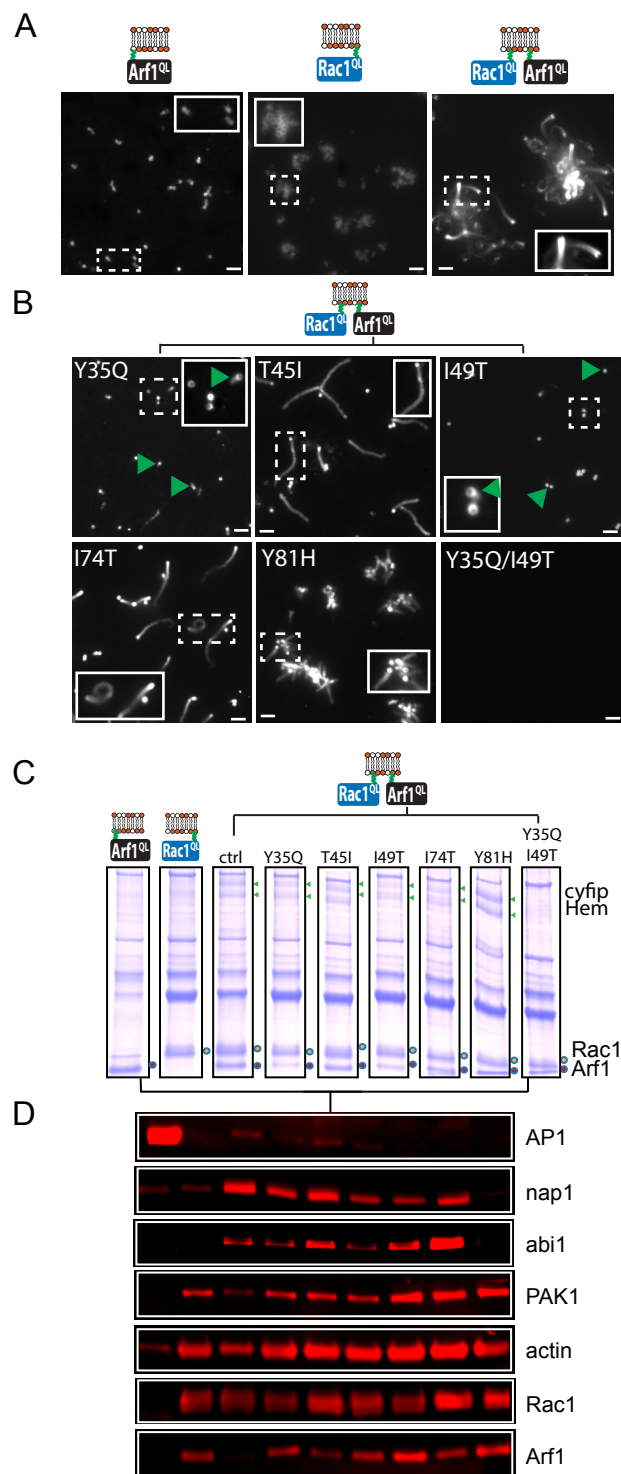 A
Arf1QL
Rac1QL
Rac1QL Arf1QL
B
Rac1QL Arf1QL
Y35Q T45I I49T
I74T Y81H Y35Q/I49T
C
Rac1QL Arf1QL
Arf1QL Rac1QL
ctrl Y35Q T45I I49T I74T Y81H Y35Q
I49T
cyfip
Hem
Rac1
Arf1
D
AP1
nap1
abi1
PAK1
actin
Rac1
Arf1